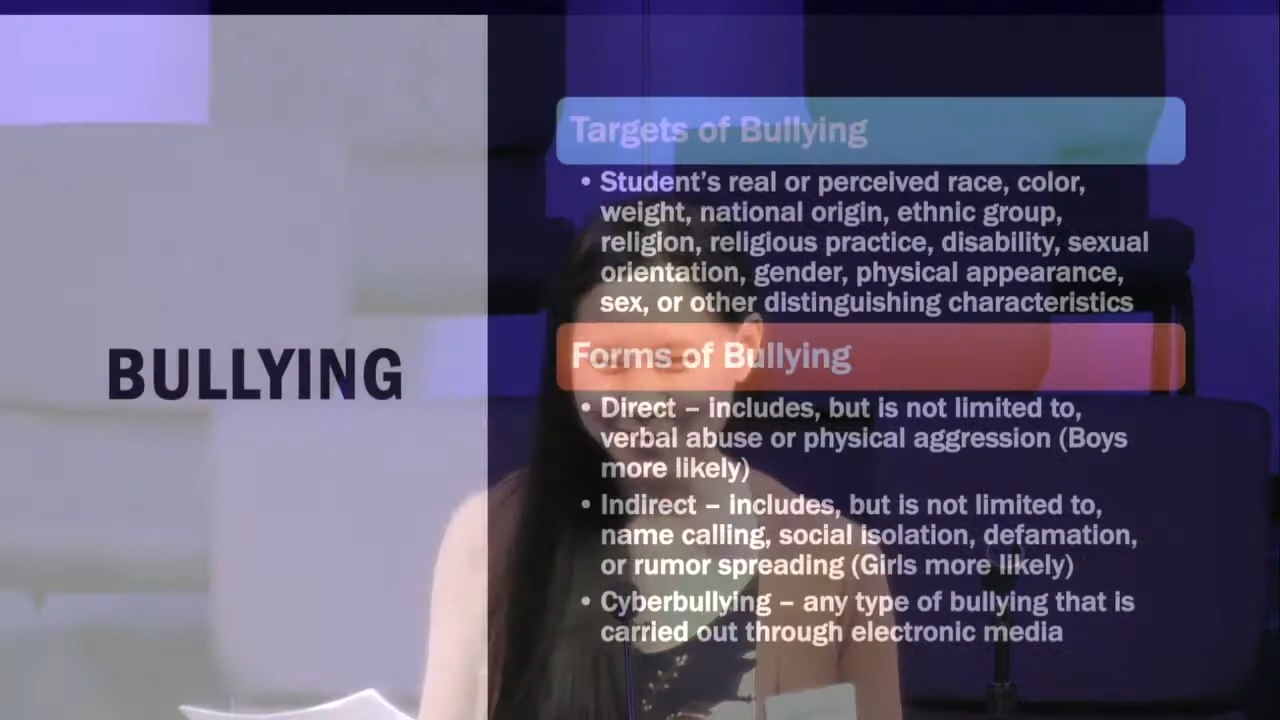 BULLYING
Targets of Bullying
• Student’s real or perceived race, color,
weight, national origin, ethnic group,
religion, religious practice, disability, sexual
orientation, gender, physical appearance,
sex, or other distinguishing characteristics
Forms of Bullying
• Direct – includes, but is not limited to,
verbal abuse or physical aggression (Boys
more likely)
• Indirect – includes, but is not limited to,
name calling, social isolation, defamation,
or rumor spreading (Girls more likely)
• Cyberbullying – any type of bullying that is
carried out through electronic media